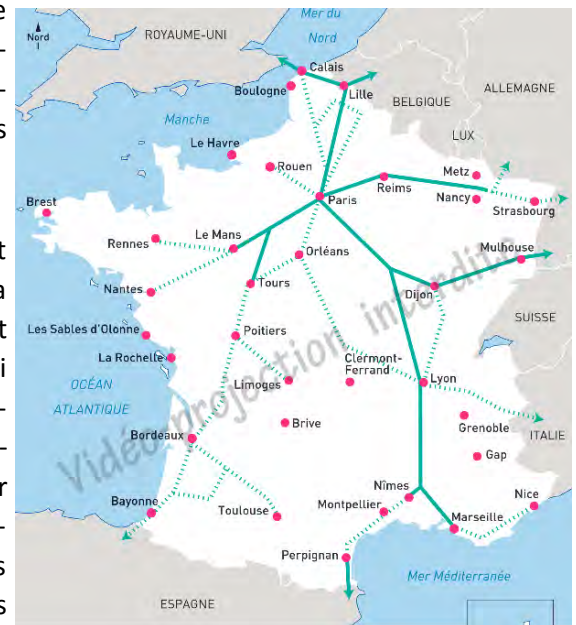 Mer du
Nord
Nord
ROYAUME-UNI
Calais
ALLEMAGNE
Boulogne
Lille
BELGIQUE
Manche
LUX
Le Havre
Rouen
Metz
Reims
Nancy
Paris
Strasbourg
Brest
Rennes
Le Mans
Orléans
Mulhouse
Nantes
Tours
Dijon
SUISSE
Les Sables d'Olonne
Poitiers
La Rochelle
Clermont-
Ferrand
Lyon
Limoges
OCÉAN
ATLANTIQUE
Brive
Grenoble
ITALIE
Bordeaux
Gap
Vidéoprojection interdite
Nîmes
Bayonne
Toulouse
Montpellier
Nice
Marseille
Perpignan
Mer Méditerranée
ESPAGNE